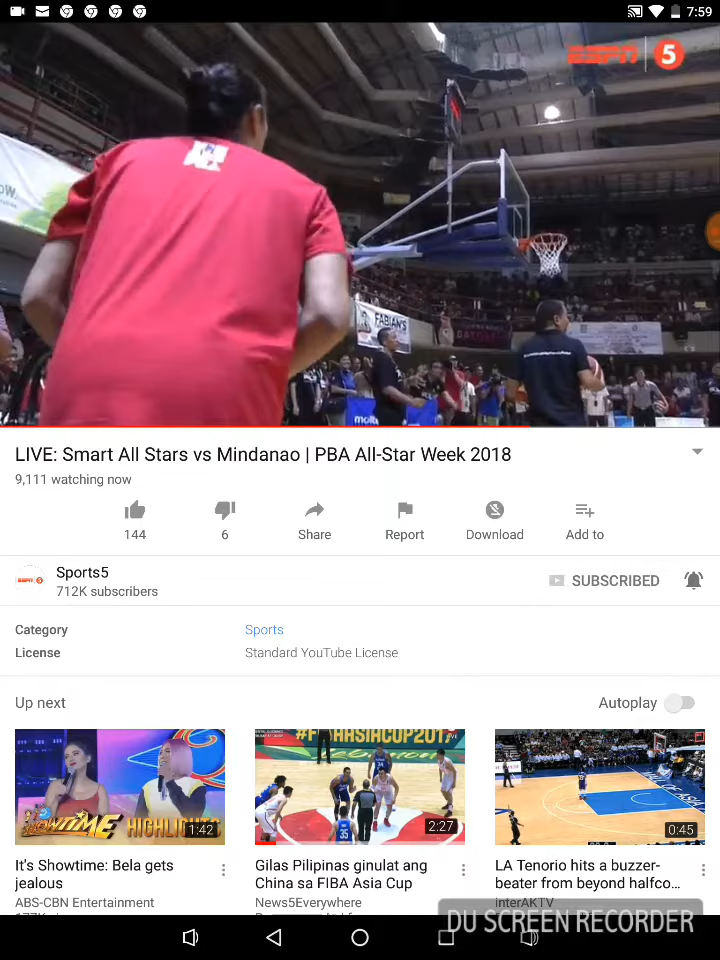 7:59
ESPN 5
FABIAN'S
LIVE: Smart All Stars vs Mindanao | PBA All-Star Week 2018
9,111 watching now
144
6
Share
Report
Download
Add to
Sports5
712K subscribers
SUBSCRIBED
Category
Sports
License
Standard YouTube License
Up next
Autoplay
SHOWTIME HIGHLIG
1:42
2:27
0:45
It's Showtime: Bela gets
jealous
ABS-CBN Entertainment
Gilas Pilipinas ginulat ang
China sa FIBA Asia Cup
News5Everywhere
LA Tenorio hits a buzzer-
beater from beyond halfco...
interAKTV
DU SCREEN RECORDER